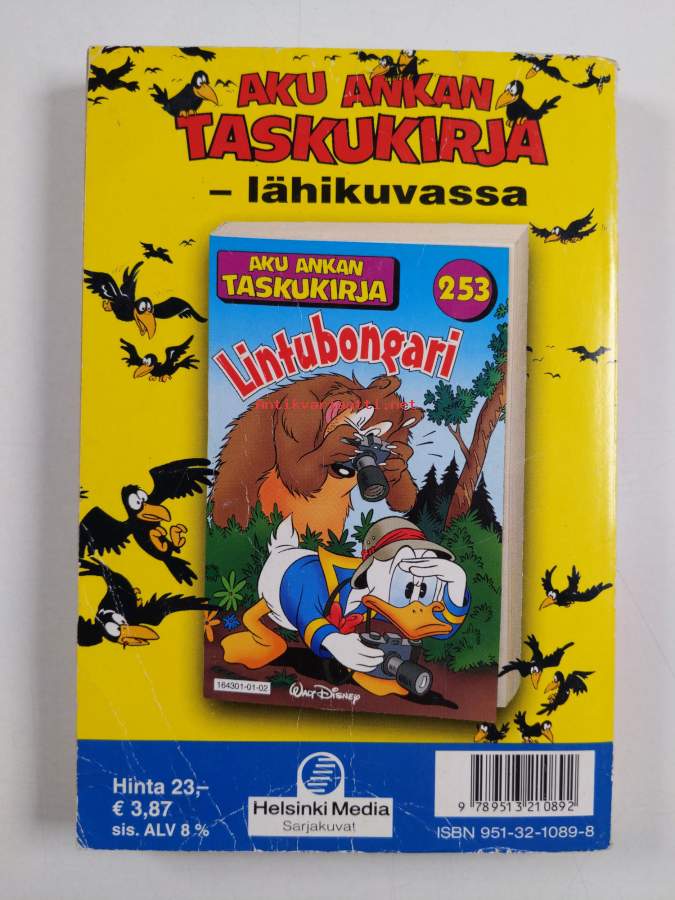 AKU ANKAN
TASKUKIRJA
– lähikuvassa
AKU ANKAN
TASKUKIRJA
253
Lintubongari
antikvariaatti.net
164301-01-02
WALT DISNEY
Hinta 23,–
€ 3,87
sis. ALV 8 %
Helsinki Media
Sarjakuvat
9 789513 210892
ISBN 951-32-1089-8